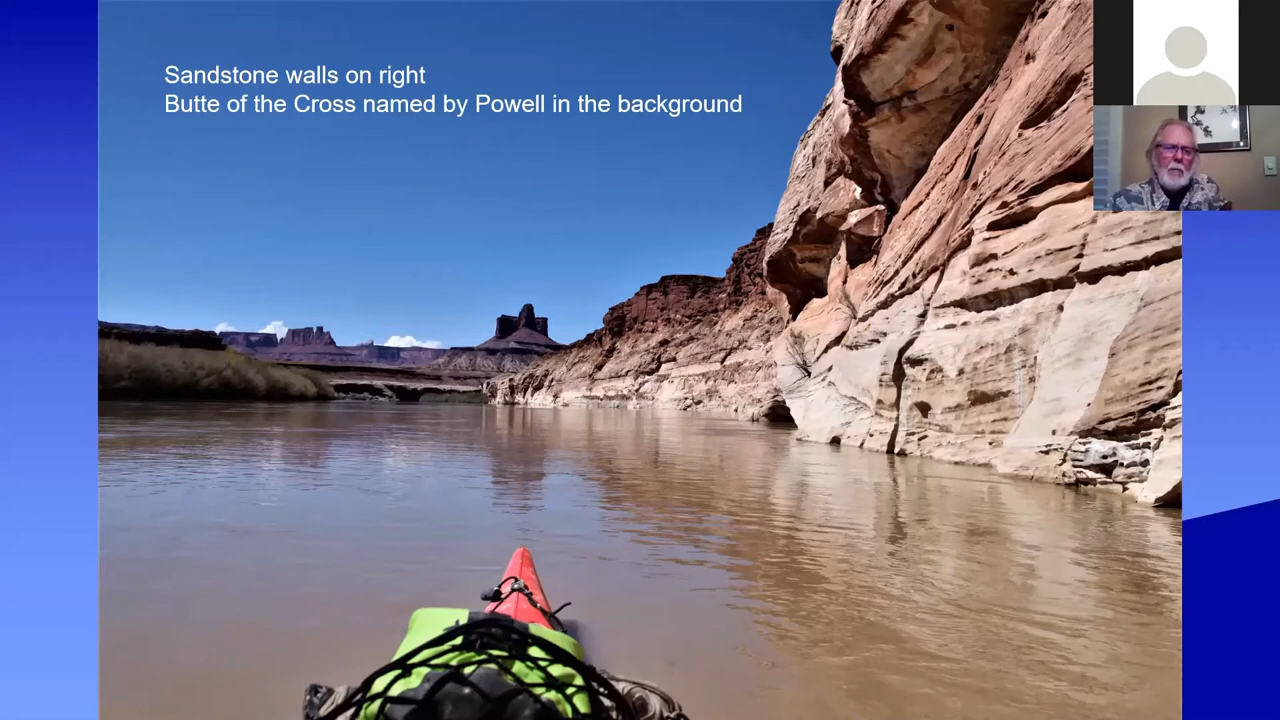 Sandstone walls on right
Butte of the Cross named by Powell in the background